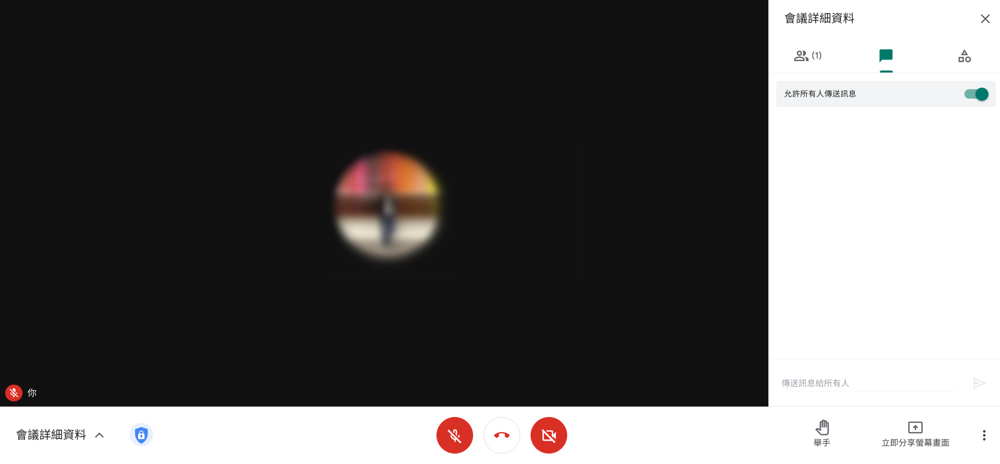 會議詳細資料
(1)
允許所有人傳送訊息
傳送訊息給所有人
你
會議詳細資料
舉手
立即分享螢幕畫面